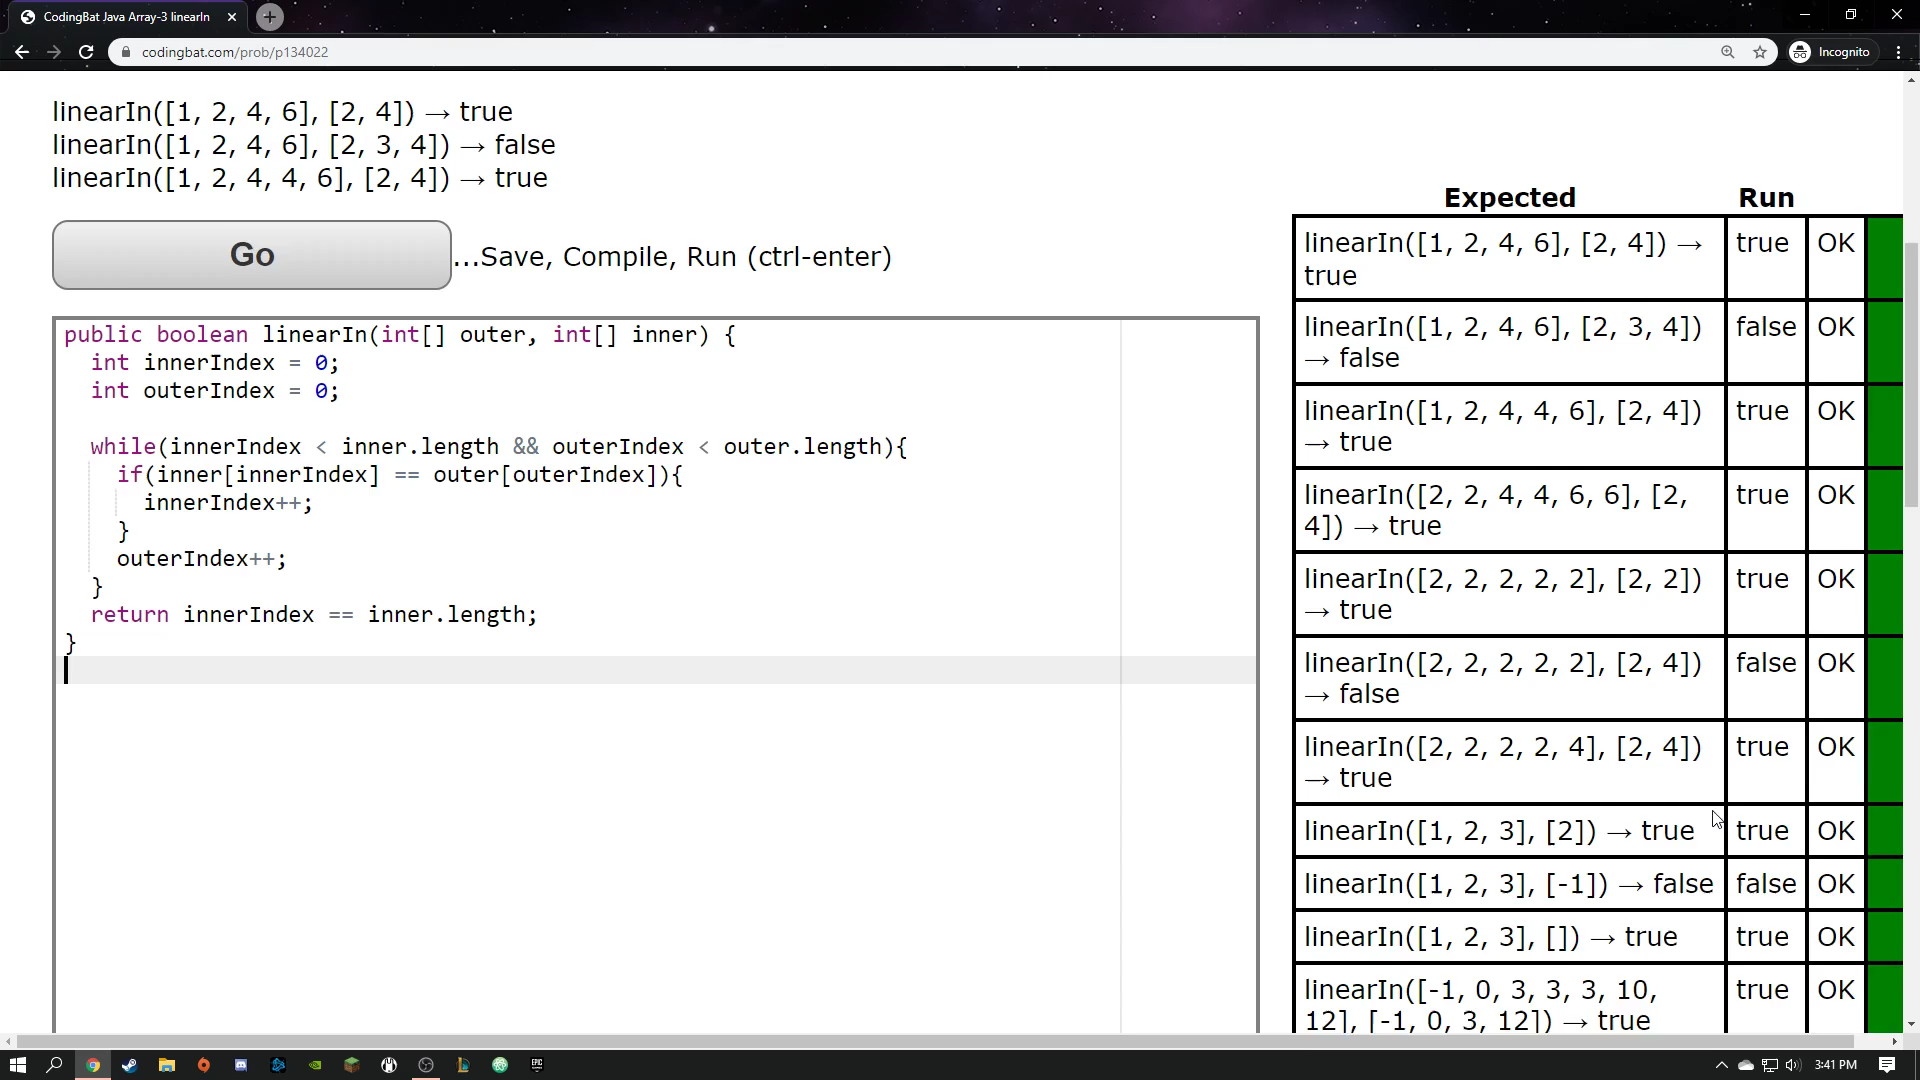 CodingBat Java Array-3 linearIn
codingbat.com/prob/p134022
Incognito
linearIn([1, 2, 4, 6], [2, 4]) → true
linearIn([1, 2, 4, 6], [2, 3, 4]) → false
linearIn([1, 2, 4, 4, 6], [2, 4]) → true
Go
...Save, Compile, Run (ctrl-enter)
public boolean linearIn(int[] outer, int[] inner) {
  int innerIndex = 0;
  int outerIndex = 0;
  while(innerIndex < inner.length && outerIndex < outer.length){
    if(inner[innerIndex] == outer[outerIndex]){
      innerIndex++;
    }
    outerIndex++;
  }
  return innerIndex == inner.length;
}
Expected Run
linearIn([1, 2, 4, 6], [2, 4]) → true OK
true
linearIn([1, 2, 4, 6], [2, 3, 4]) false OK
→ false
linearIn([1, 2, 4, 4, 6], [2, 4]) true OK
→ true
linearIn([2, 2, 4, 4, 6, 6], [2, true OK
4]) → true
linearIn([2, 2, 2, 2, 2], [2, 2]) true OK
→ true
linearIn([2, 2, 2, 2, 2], [2, 4]) false OK
→ false
linearIn([2, 2, 2, 2, 4], [2, 4]) true OK
→ true
linearIn([1, 2, 3], [2]) → true true OK
linearIn([1, 2, 3], [-1]) → false false OK
linearIn([1, 2, 3], []) → true true OK
linearIn([-1, 0, 3, 3, 3, 10, true OK
12], [-1, 0, 3, 12]) → true
EPIC
3:41 PM